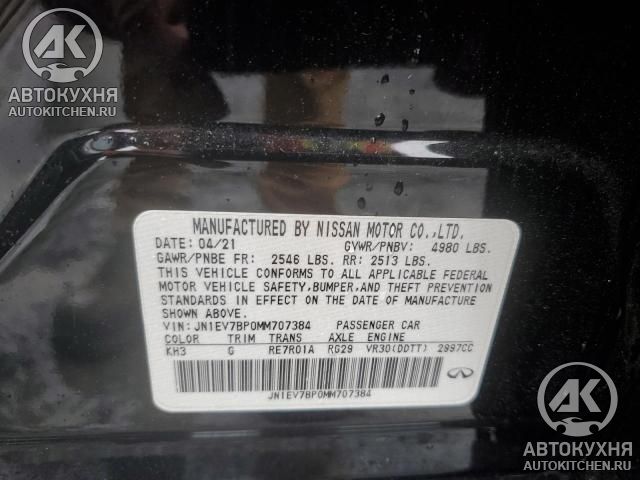 AK
АВТОКУХНЯ
AUTOKITCHEN.RU
MANUFACTURED BY NISSAN MOTOR CO.,LTD.
DATE: 04/21 GVWR/PNBV: 4980 LBS.
GAWR/PNBE FR: 2546 LBS. RR: 2513 LBS.
THIS VEHICLE CONFORMS TO ALL APPLICABLE FEDERAL
MOTOR VEHICLE SAFETY,BUMPER,AND THEFT PREVENTION
STANDARDS IN EFFECT ON THE DATE OF MANUFACTURE
SHOWN ABOVE.
VIN: JN1EV7BP0MM707384 PASSENGER CAR
COLOR TRIM TRANS AXLE ENGINE
KH3 G RE7R01A RG29 VR30(DDTT) 2997CC
JN1EV7BP0MM707384
AK
АВТОКУХНЯ
AUTOKITCHEN.RU